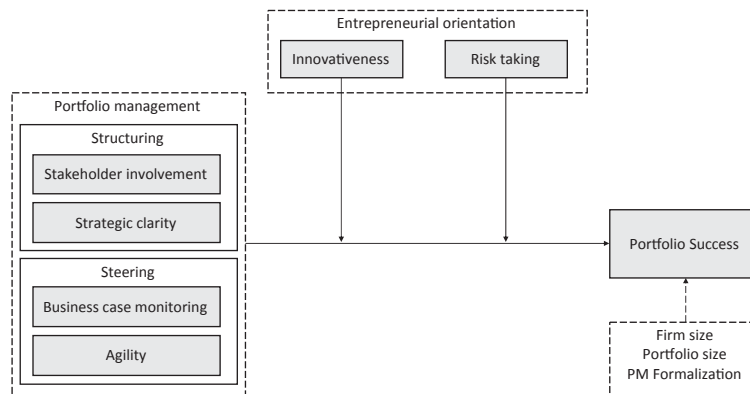 Entrepreneurial orientation
Innovativeness
Risk taking
Portfolio management
Structuring
Stakeholder involvement
Strategic clarity
Steering
Business case monitoring
Agility
Portfolio Success
Firm size
Portfolio size
PM Formalization